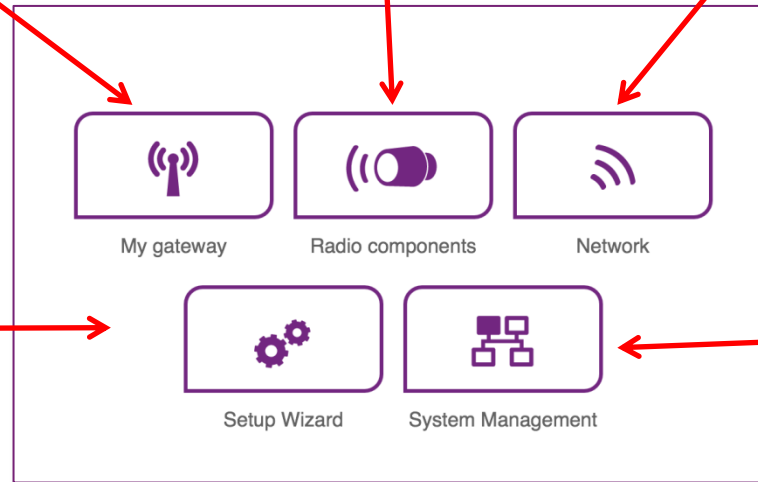 My gateway
Radio components
Network
Setup Wizard
System Management